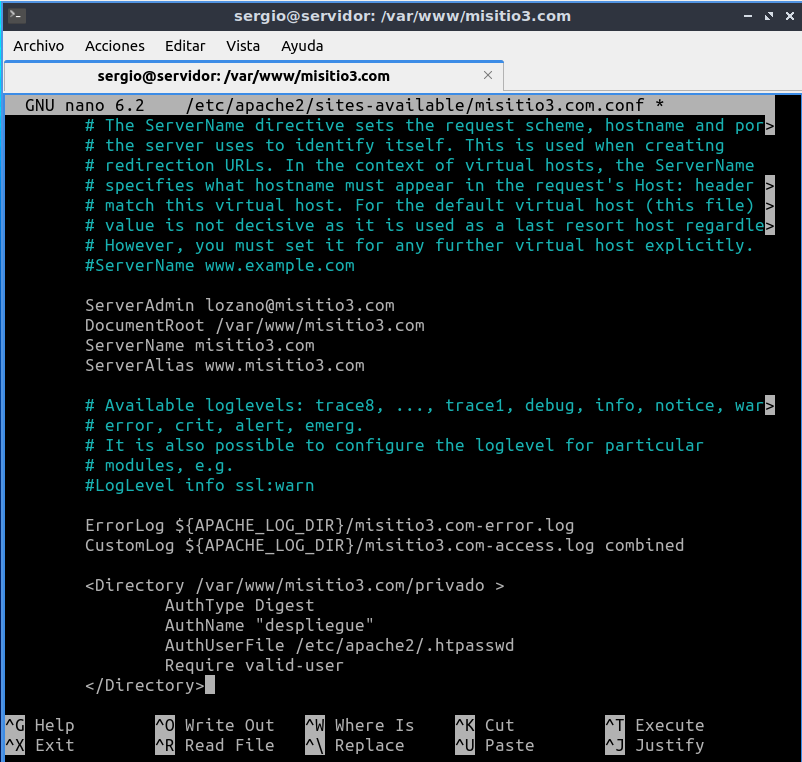 sergio@servidor: /var/www/misitio3.com
Archivo Acciones Editar Vista Ayuda
sergio@servidor: /var/www/misitio3.com
GNU nano 6.2 /etc/apache2/sites-available/misitio3.com.conf *
# The ServerName directive sets the request scheme, hostname and por>
# the server uses to identify itself. This is used when creating
# redirection URLs. In the context of virtual hosts, the ServerName
# specifies what hostname must appear in the request's Host: header >
# match this virtual host. For the default virtual host (this file) >
# value is not decisive as it is used as a last resort host regardle>
# However, you must set it for any further virtual host explicitly.
#ServerName www.example.com
ServerAdmin lozano@misitio3.com
DocumentRoot /var/www/misitio3.com
ServerName misitio3.com
ServerAlias www.misitio3.com
# Available loglevels: trace8, ..., trace1, debug, info, notice, war>
# error, crit, alert, emerg.
# It is also possible to configure the loglevel for particular
# modules, e.g.
#LogLevel info ssl:warn
ErrorLog ${APACHE_LOG_DIR}/misitio3.com-error.log
CustomLog ${APACHE_LOG_DIR}/misitio3.com-access.log combined
<Directory /var/www/misitio3.com/privado >
AuthType Digest
AuthName "despliegue"
AuthUserFile /etc/apache2/.htpasswd
Require valid-user
</Directory>
^G Help ^O Write Out ^W Where Is ^K Cut ^T Execute
^X Exit ^R Read File ^\ Replace ^U Paste ^J Justify